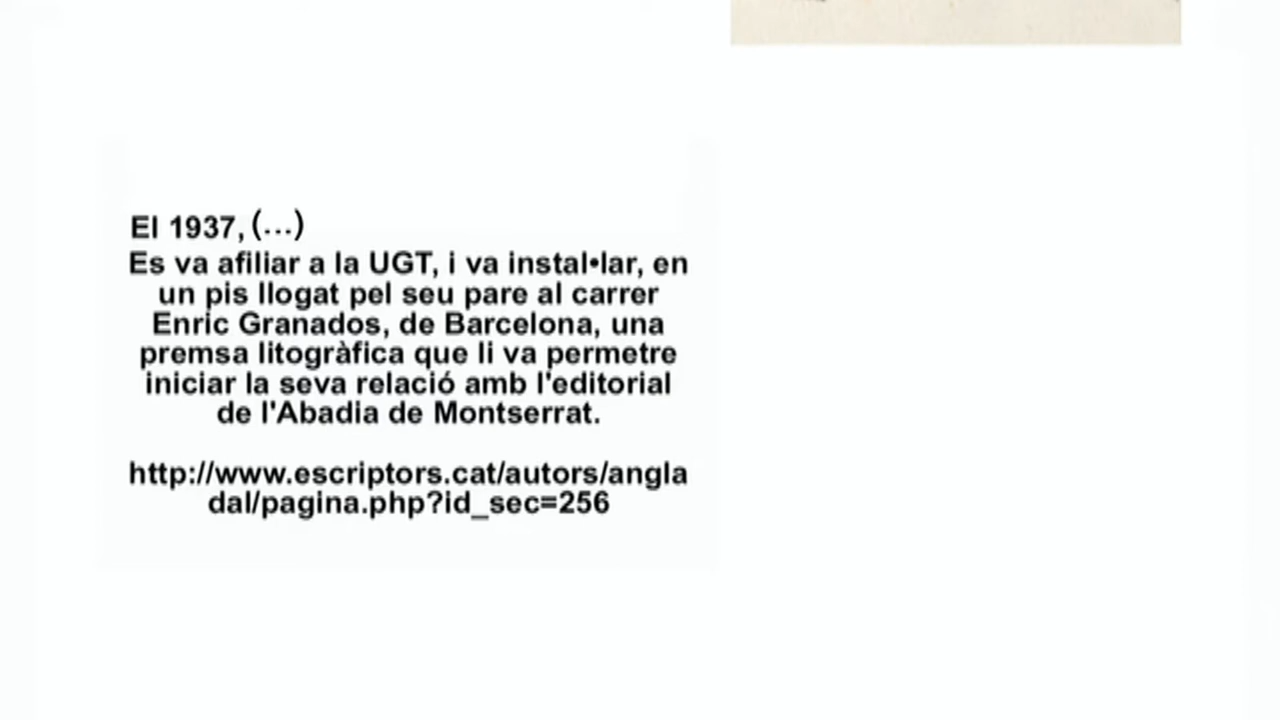 El 1937, (...)
Es va afiliar a la UGT, i va instal•lar, en
un pis llogat pel seu pare al carrer
Enric Granados, de Barcelona, una
premsa litogràfica que li va permetre
iniciar la seva relació amb l'editorial
de l'Abadia de Montserrat.
http://www.escriptors.cat/autors/angla
dal/pagina.php?id_sec=256